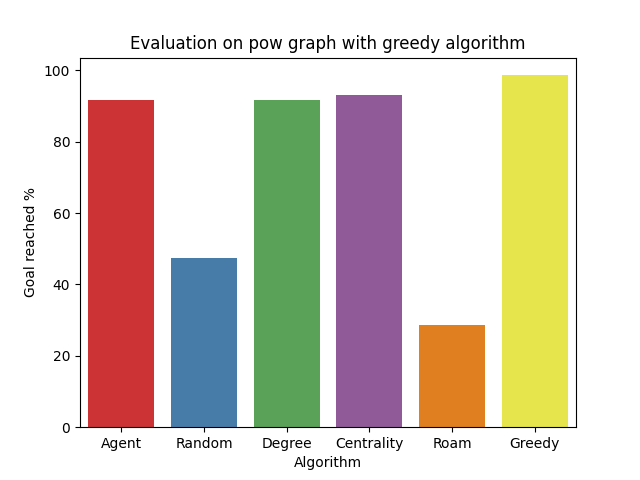 Evaluation on pow graph with greedy algorithm
100
80
60
40
20
0
Goal reached %
Agent Random Degree Centrality Roam Greedy
Algorithm